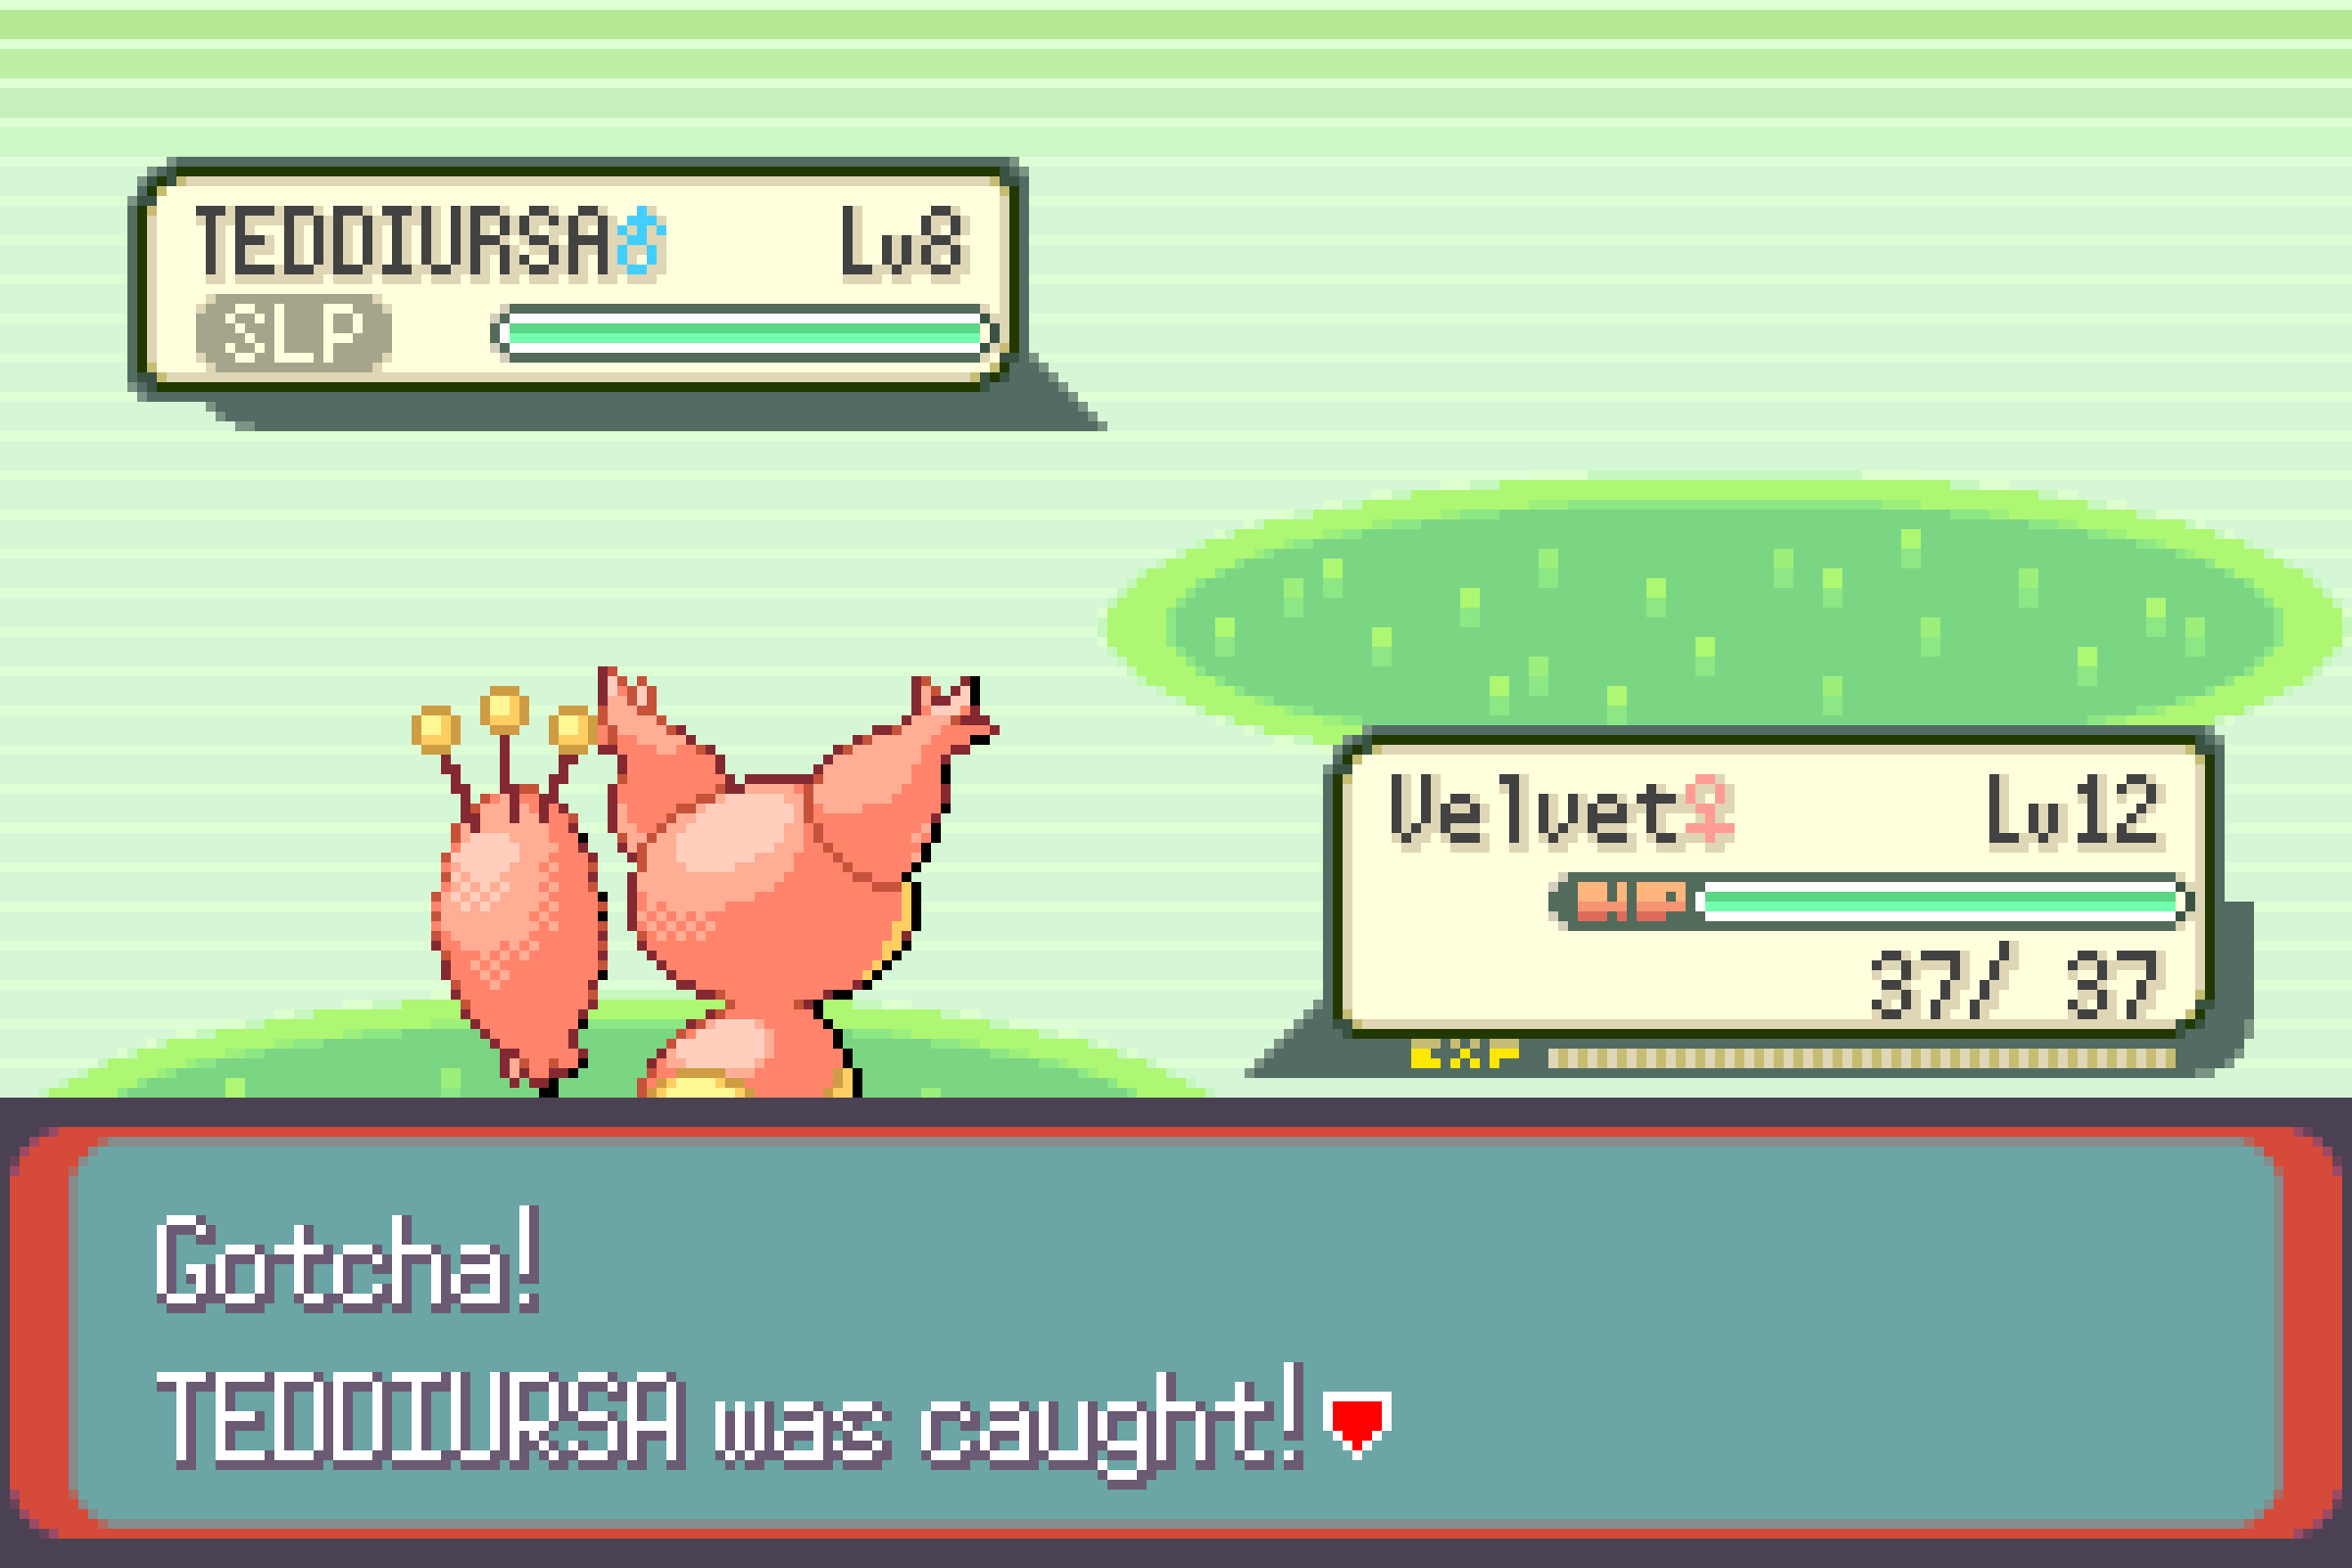 TEDDIURSA♂ Lv8
SLP
Velvet♀ Lv12
HP
37/ 37
EXP
Gotcha!
TEDDIURSA was caught!♥